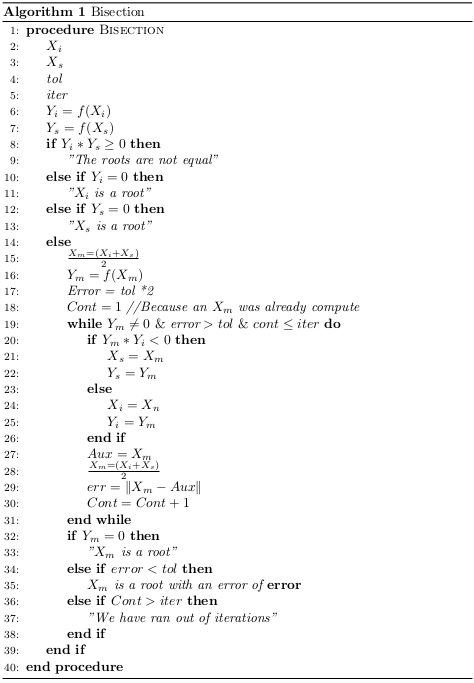 Algorithm 1 Bisection
1: procedure BISECTION
2: X_i
3: X_s
4: tol
5: iter
6: Y_i = f(X_i)
7: Y_s = f(X_s)
8: if Y_i * Y_s ≥ 0 then
9: "The roots are not equal"
10: else if Y_i = 0 then
11: "X_i is a root"
12: else if Y_s = 0 then
13: "X_s is a root"
14: else
15: \frac{X_m=(X_i+X_s)}{2}
16: Y_m = f(X_m)
17: Error = tol *2
18: Cont = 1 //Because an X_m was already compute
19: while Y_m ≠ 0 & error > tol & cont ≤ iter do
20: if Y_m * Y_i < 0 then
21: X_s = X_m
22: Y_s = Y_m
23: else
24: X_i = X_n
25: Y_i = Y_m
26: end if
27: Aux = X_m
28: \frac{X_m=(X_i+X_s)}{2}
29: err = ‖X_m − Aux‖
30: Cont = Cont + 1
31: end while
32: if Y_m = 0 then
33: "X_m is a root"
34: else if error < tol then
35: X_m is a root with an error of error
36: else if Cont > iter then
37: "We have ran out of iterations"
38: end if
39: end if
40: end procedure